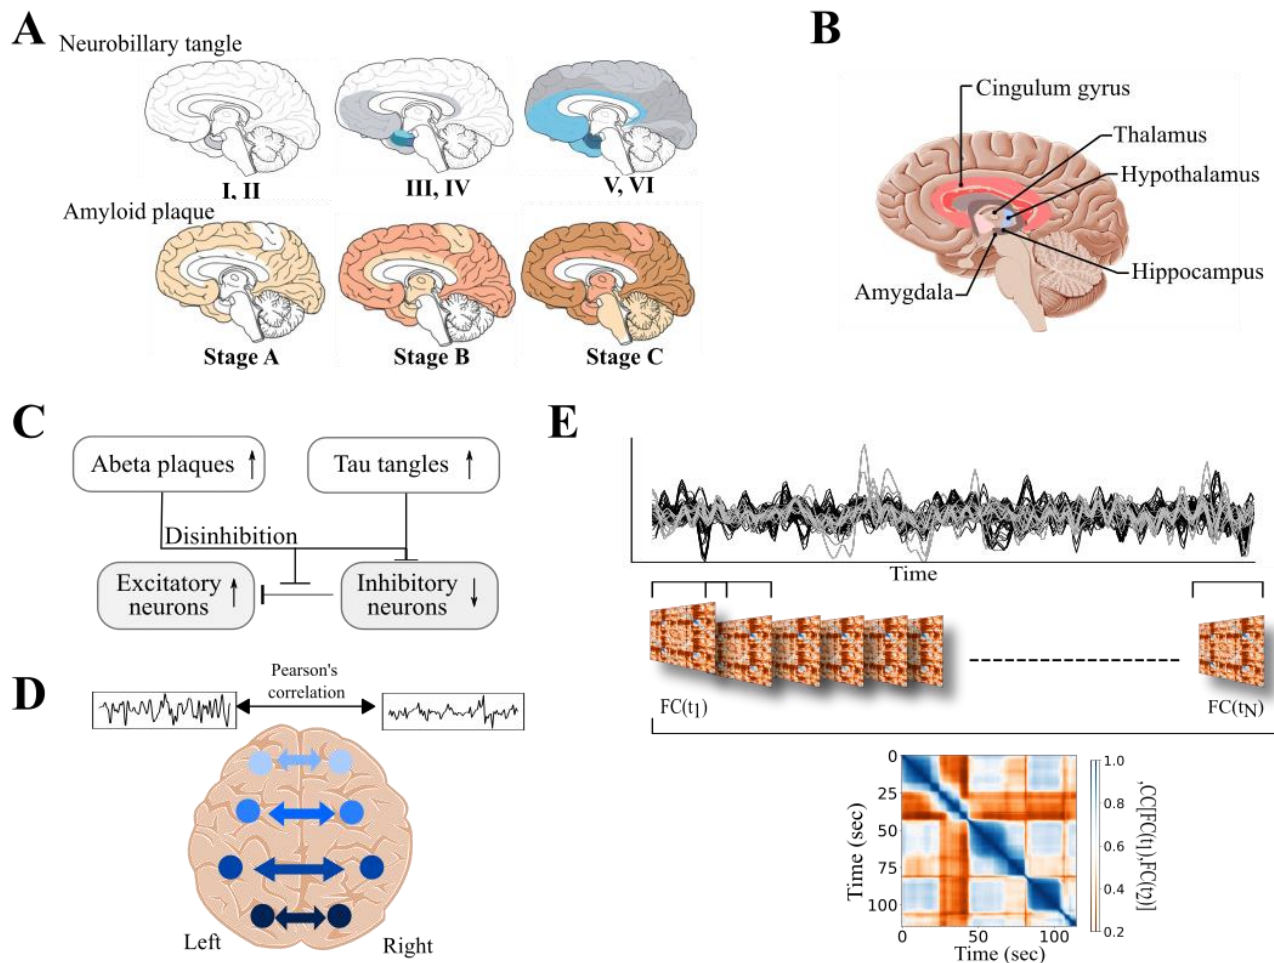 A
Neurobillary tangle
I, II
III, IV
V, VI
Amyloid plaque
Stage A
Stage B
Stage C
B
Cingulum gyrus
Thalamus
Hypothalamus
Hippocampus
Amygdala
C
Abeta plaques ↑
Tau tangles ↑
Disinhibition
Excitatory
neurons ↑
Inhibitory
neurons ↓
D
Pearson's
correlation
Left
Right
E
Time
FC(t1)
FC(tN)
0
25
50
75
100
Time (sec)
0
50
100
Time (sec)
1.0
0.8
0.6
0.4
0.2
,CC[FC(t1),FC(t2)]